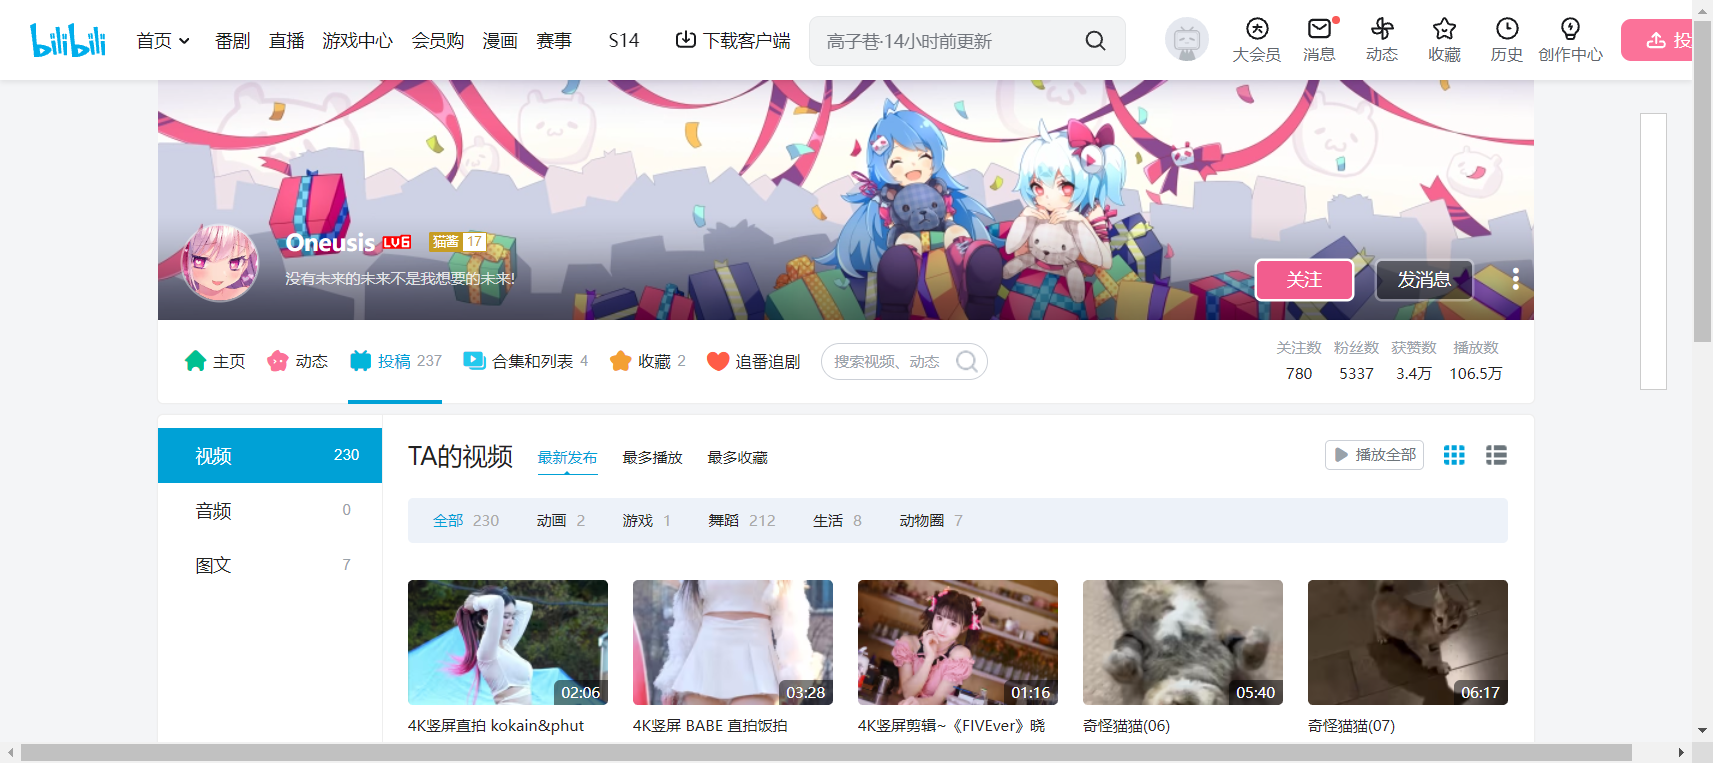 bilibili 首页 番剧 直播 游戏中心 会员购 漫画 赛事 S14 下载客户端 高子巷·14小时前更新 大会员 消息 动态 收藏 历史 创作中心 投
Oneusis LV6 猫酱 17
没有未来的未来不是我想要的未来!
关注 发消息
主页 动态 投稿 237 合集和列表 4 收藏 2 追番追剧 搜索视频、动态
关注数 粉丝数 获赞数 播放数
780 5337 3.4万 106.5万
视频 230
音频 0
图文 7
TA的视频 最新发布 最多播放 最多收藏 播放全部
全部 230 动画 2 游戏 1 舞蹈 212 生活 8 动物圈 7
02:06 03:28 01:16 05:40 06:17
4K竖屏直拍 kokain&phut 4K竖屏 BABE 直拍饭拍 4K竖屏剪辑~《FIVEver》晓 奇怪猫猫(06) 奇怪猫猫(07)